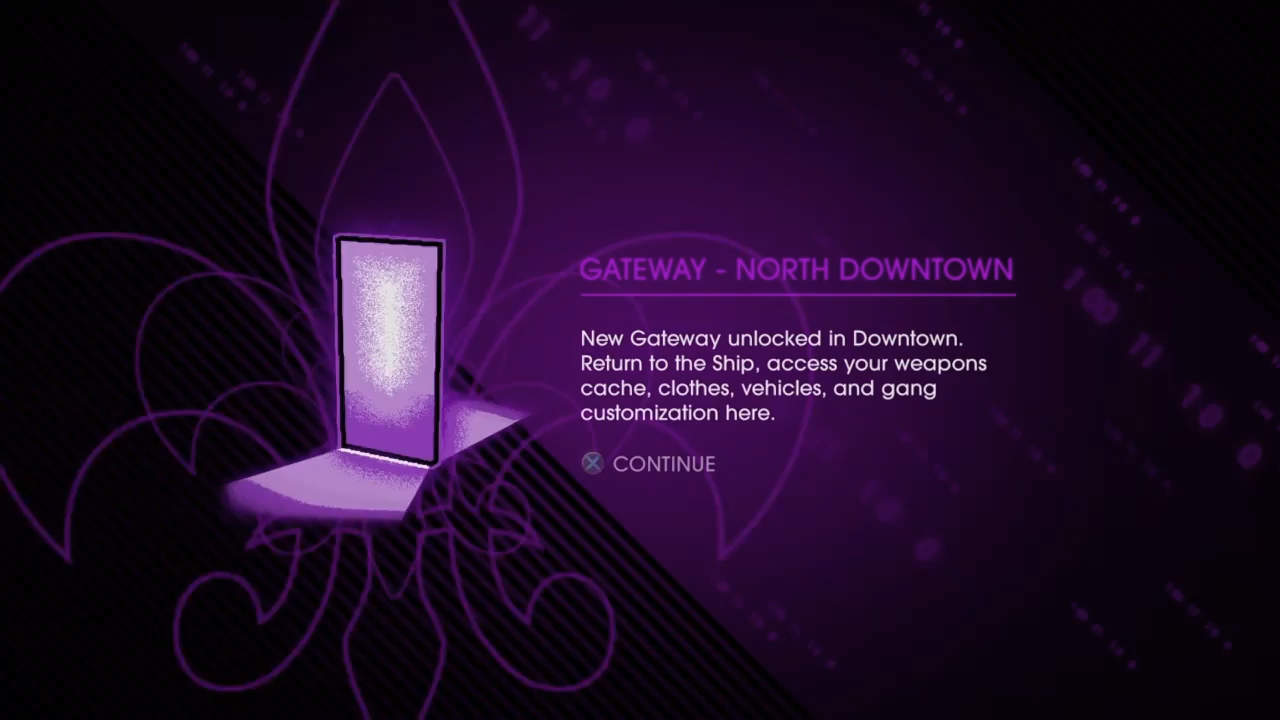 GATEWAY - NORTH DOWNTOWN
New Gateway unlocked in Downtown.
Return to the Ship, access your weapons
cache, clothes, vehicles, and gang
customization here.
CONTINUE